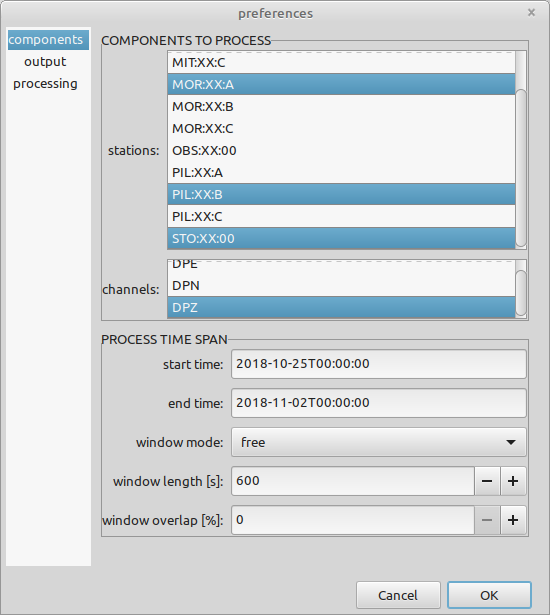 preferences
components
output
processing
COMPONENTS TO PROCESS
stations:
MIT:XX:C
MOR:XX:A
MOR:XX:B
MOR:XX:C
OBS:XX:00
PIL:XX:A
PIL:XX:B
PIL:XX:C
STO:XX:00
channels:
DPE
DPN
DPZ
PROCESS TIME SPAN
start time: 2018-10-25T00:00:00
end time: 2018-11-02T00:00:00
window mode: free
window length [s]: 600
window overlap [%]: 0
Cancel OK